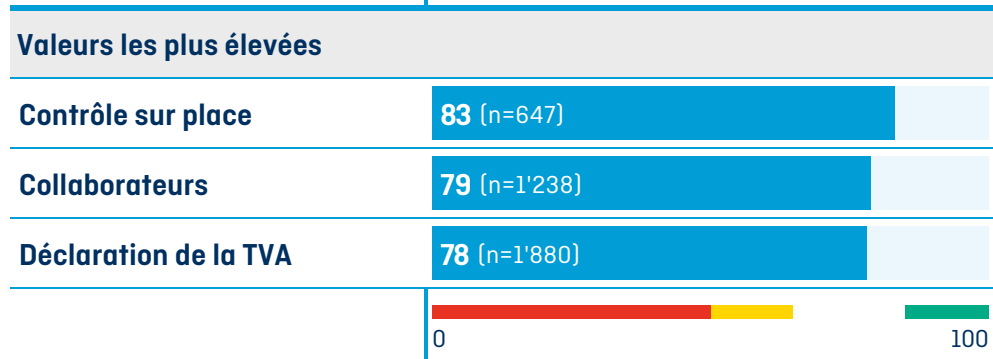 Valeurs les plus élevées
Contrôle sur place 83 (n=647)
Collaborateurs 79 (n=1'238)
Déclaration de la TVA 78 (n=1'880)
0 100